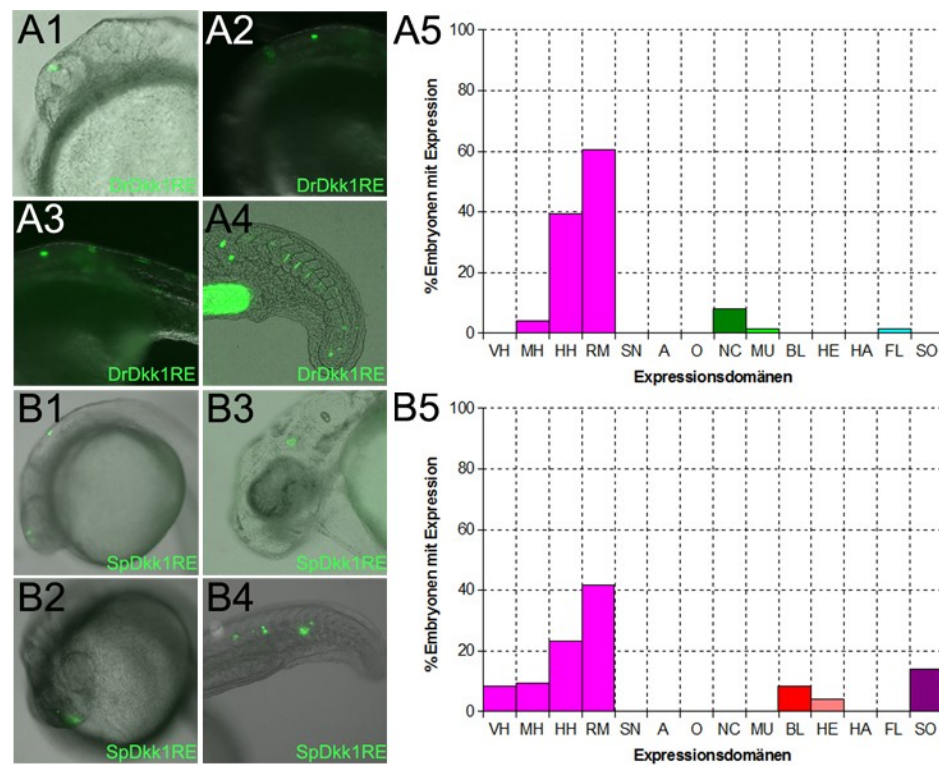 A1
DrDkk1RE
A2
DrDkk1RE
A3
DrDkk1RE
A4
DrDkk1RE
A5
%Embryonen mit Expression
100
80
60
40
20
0
VH MH HH RM SN A O NC MU BL HE HA FL SO
Expressionsdomänen
B1
SpDkk1RE
B3
SpDkk1RE
B2
SpDkk1RE
B4
SpDkk1RE
B5
%Embryonen mit Expression
100
80
60
40
20
0
VH MH HH RM SN A O NC MU BL HE HA FL SO
Expressionsdomänen